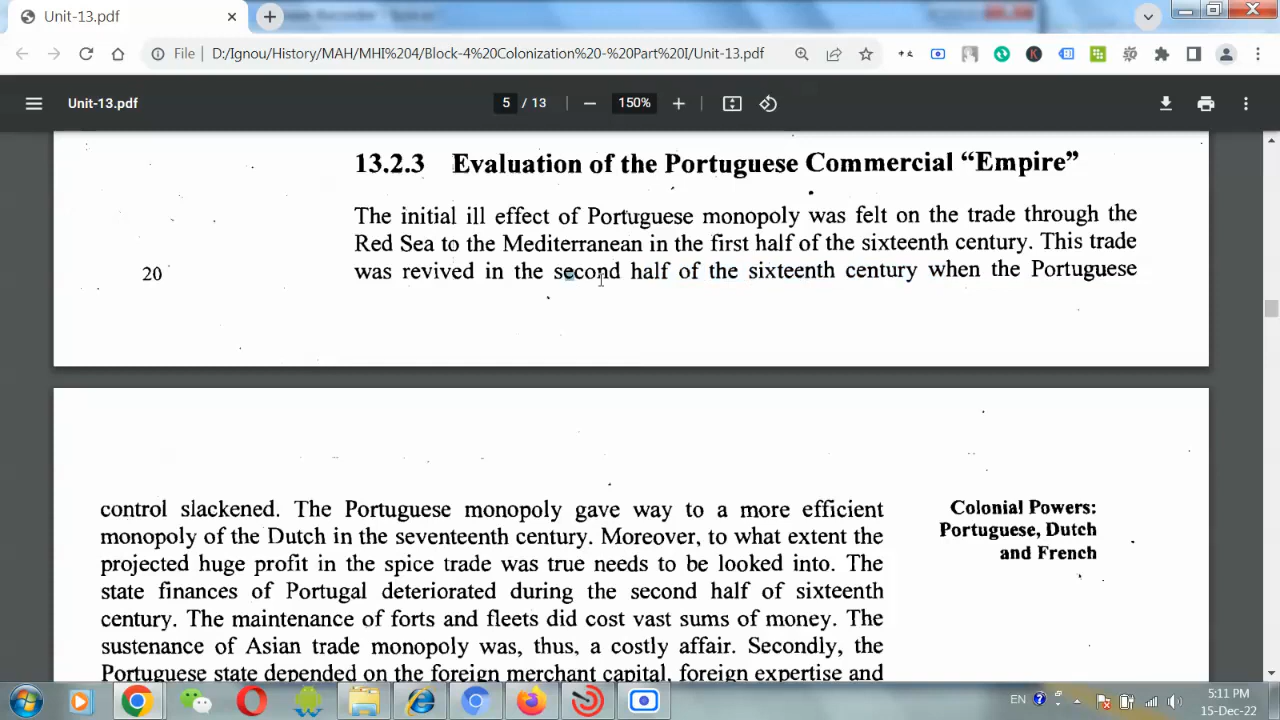 Unit-13.pdf
File
D:/Ignou/History/MAH/MHI%204/Block-4%20Colonization%20-%20Part%20I/Unit-13.pdf
Unit-13.pdf
5 / 13
150%
13.2.3 Evaluation of the Portuguese Commercial “Empire”
The initial ill effect of Portuguese monopoly was felt on the trade through the
Red Sea to the Mediterranean in the first half of the sixteenth century. This trade
20
was revived in the second half of the sixteenth century when the Portuguese
control slackened. The Portuguese monopoly gave way to a more efficient
monopoly of the Dutch in the seventeenth century. Moreover, to what extent the
projected huge profit in the spice trade was true needs to be looked into. The
state finances of Portugal deteriorated during the second half of sixteenth
century. The maintenance of forts and fleets did cost vast sums of money. The
sustenance of Asian trade monopoly was, thus, a costly affair. Secondly, the
Portuguese state depended on the foreign merchant capital, foreign expertise and
Colonial Powers:
Portuguese, Dutch
and French
EN
5:11 PM
15-Dec-22